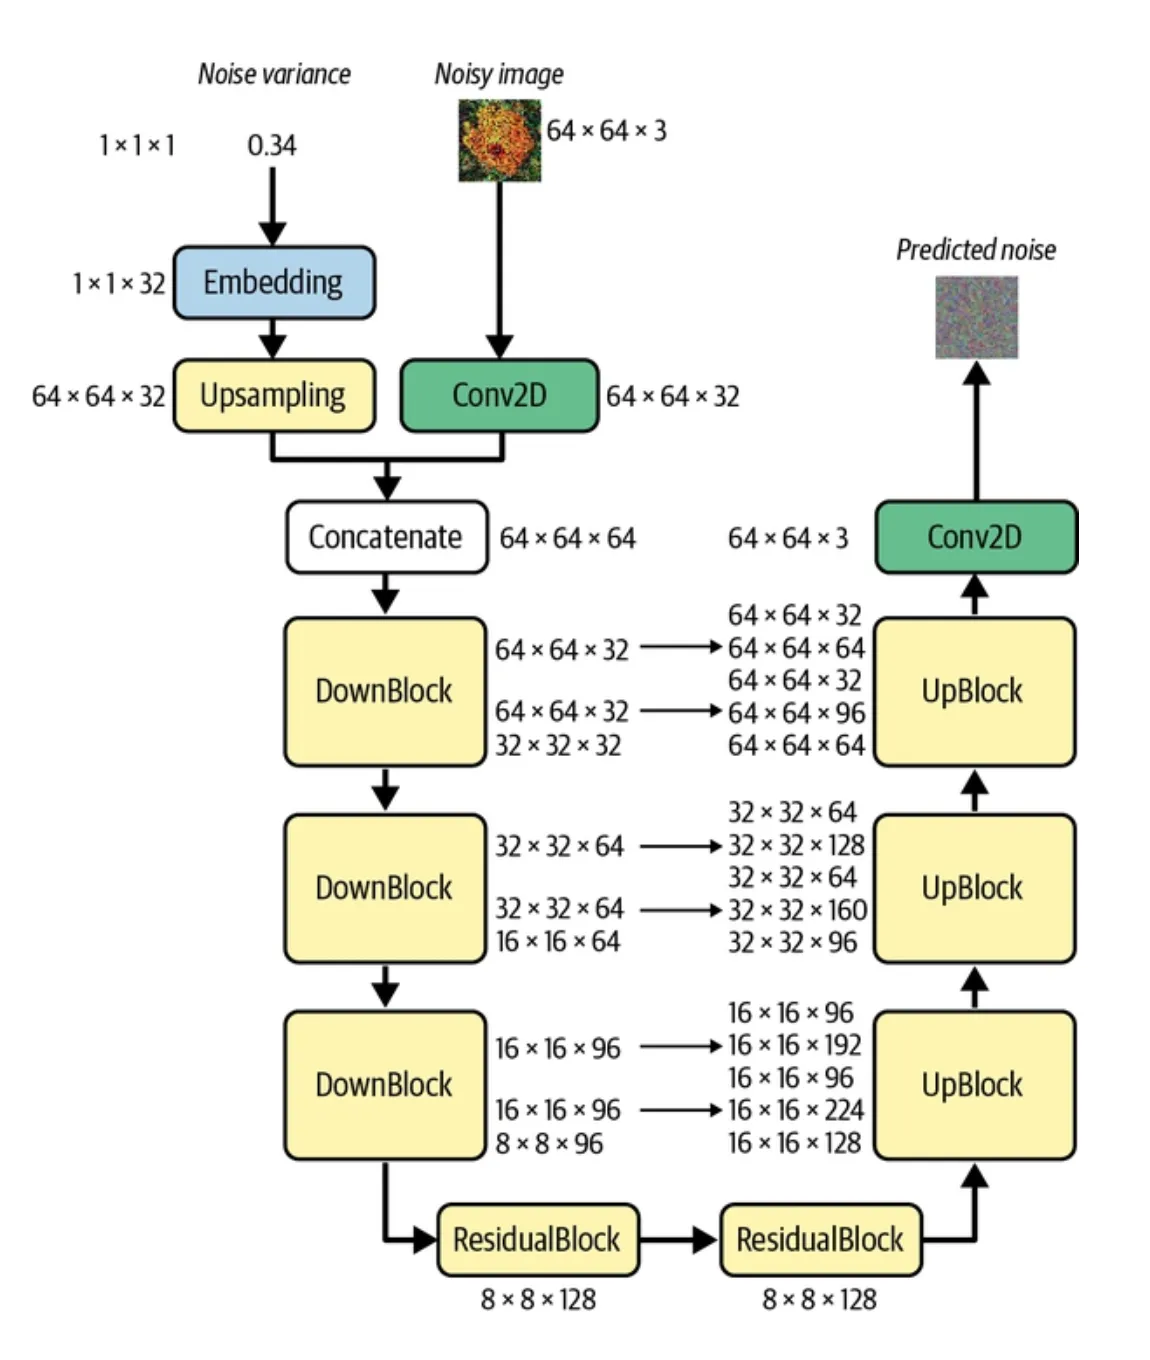 Noise variance
Noisy image
1 × 1 × 1
0.34
64 × 64 × 3
Embedding
1 × 1 × 32
Upsampling
64 × 64 × 32
Conv2D
64 × 64 × 32
Predicted noise
Concatenate
64 × 64 × 64
64 × 64 × 3
Conv2D
DownBlock
64 × 64 × 32
64 × 64 × 32
32 × 32 × 32
64 × 64 × 32
64 × 64 × 64
64 × 64 × 32
64 × 64 × 96
64 × 64 × 64
UpBlock
DownBlock
32 × 32 × 64
32 × 32 × 64
16 × 16 × 64
32 × 32 × 64
32 × 32 × 128
32 × 32 × 64
32 × 32 × 160
32 × 32 × 96
UpBlock
DownBlock
16 × 16 × 96
16 × 16 × 96
8 × 8 × 96
16 × 16 × 96
16 × 16 × 192
16 × 16 × 96
16 × 16 × 224
16 × 16 × 128
UpBlock
ResidualBlock
8 × 8 × 128
ResidualBlock
8 × 8 × 128